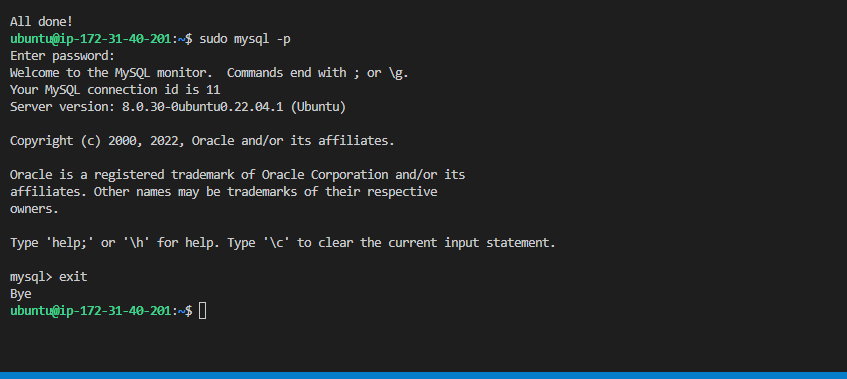 All done!
ubuntu@ip-172-31-40-201:~$ sudo mysql -p
Enter password:
Welcome to the MySQL monitor.  Commands end with ; or \g.
Your MySQL connection id is 11
Server version: 8.0.30-0ubuntu0.22.04.1 (Ubuntu)
Copyright (c) 2000, 2022, Oracle and/or its affiliates.
Oracle is a registered trademark of Oracle Corporation and/or its
affiliates. Other names may be trademarks of their respective
owners.
Type 'help;' or '\h' for help. Type '\c' to clear the current input statement.
mysql> exit
Bye
ubuntu@ip-172-31-40-201:~$